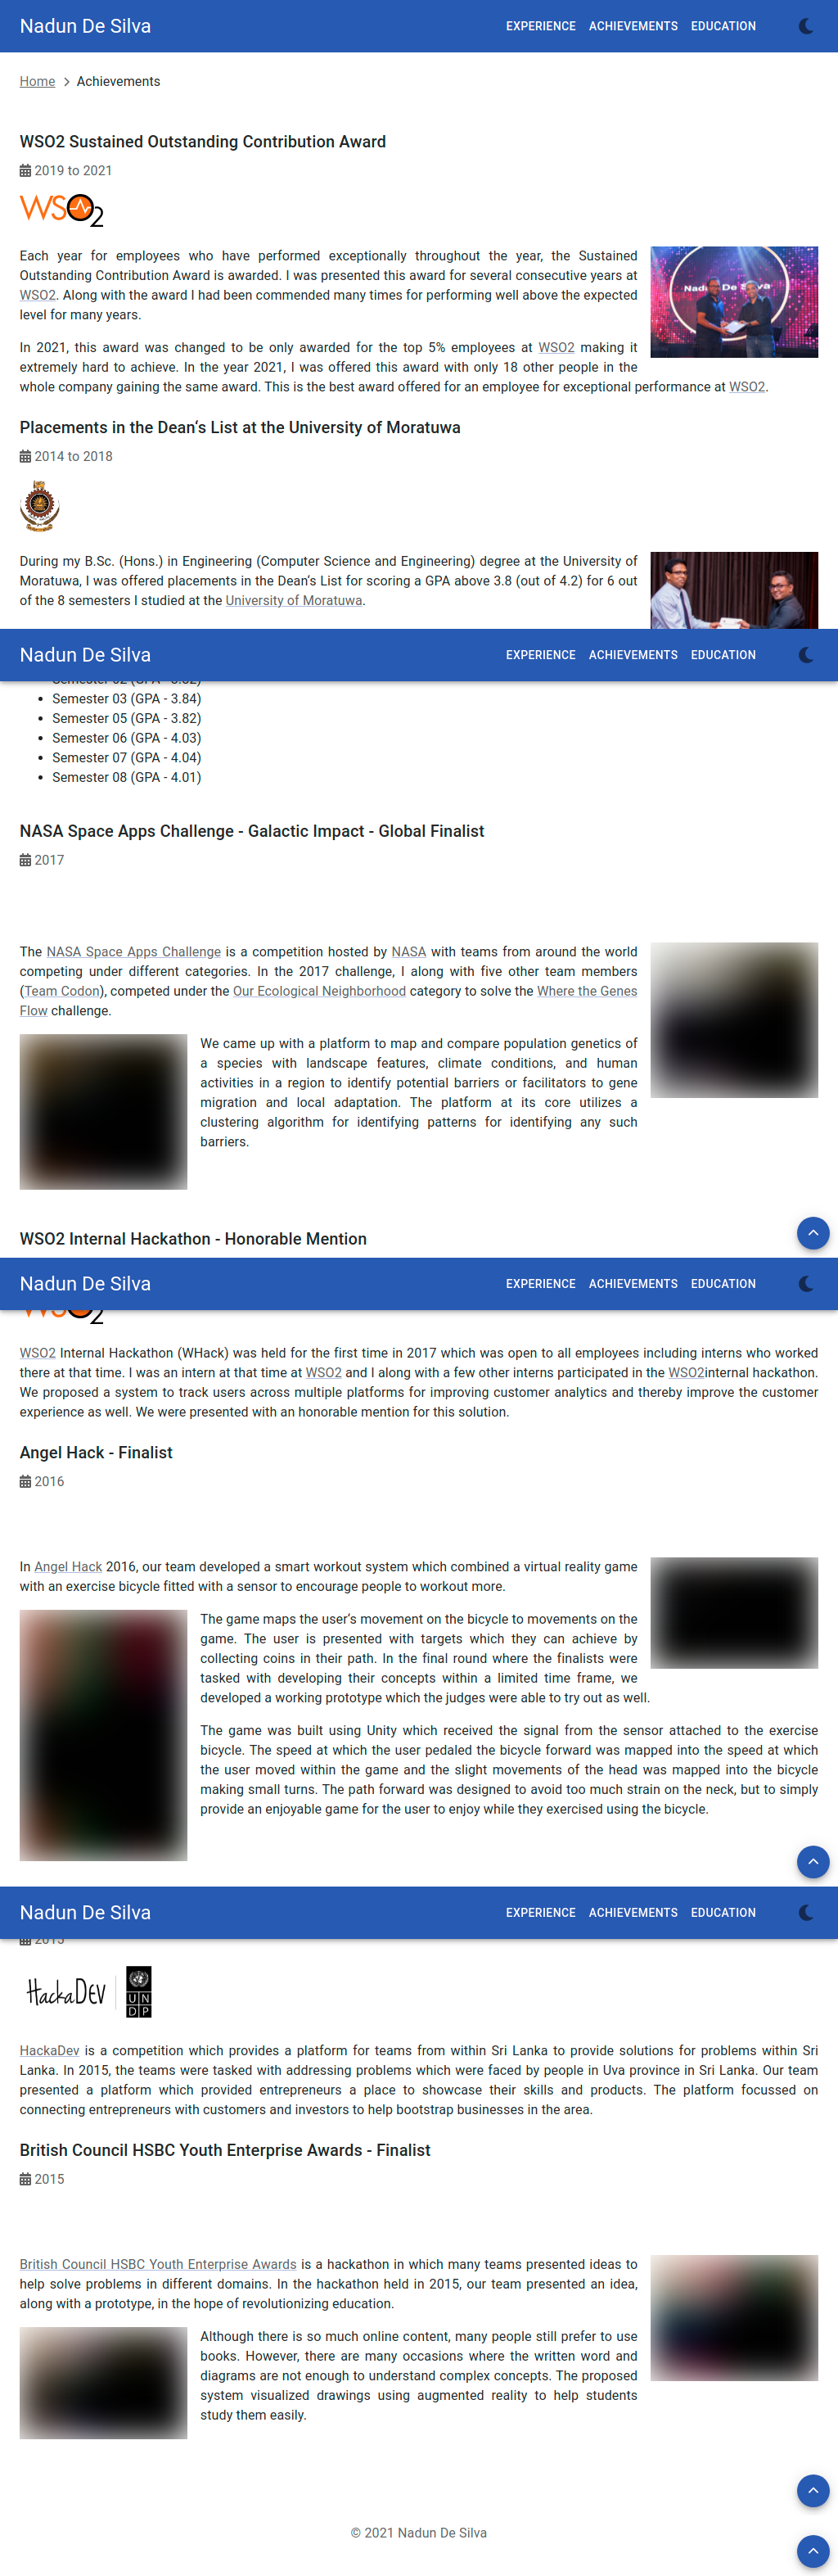 Nadun De Silva
EXPERIENCE ACHIEVEMENTS EDUCATION
Home > Achievements
WSO2 Sustained Outstanding Contribution Award
2019 to 2021
WSO2
Each year for employees who have performed exceptionally throughout the year, the Sustained
Outstanding Contribution Award is awarded. I was presented this award for several consecutive years at
WSO2. Along with the award I had been commended many times for performing well above the expected
level for many years.
Nadun De Silva
In 2021, this award was changed to be only awarded for the top 5% employees at WSO2 making it
extremely hard to achieve. In the year 2021, I was offered this award with only 18 other people in the
whole company gaining the same award. This is the best award offered for an employee for exceptional performance at WSO2.
Placements in the Dean‘s List at the University of Moratuwa
2014 to 2018
During my B.Sc. (Hons.) in Engineering (Computer Science and Engineering) degree at the University of
Moratuwa, I was offered placements in the Dean‘s List for scoring a GPA above 3.8 (out of 4.2) for 6 out
of the 8 semesters I studied at the University of Moratuwa.
Nadun De Silva
EXPERIENCE ACHIEVEMENTS EDUCATION
• Semester 03 (GPA - 3.84)
• Semester 05 (GPA - 3.82)
• Semester 06 (GPA - 4.03)
• Semester 07 (GPA - 4.04)
• Semester 08 (GPA - 4.01)
NASA Space Apps Challenge - Galactic Impact - Global Finalist
2017
The NASA Space Apps Challenge is a competition hosted by NASA with teams from around the world
competing under different categories. In the 2017 challenge, I along with five other team members
(Team Codon), competed under the Our Ecological Neighborhood category to solve the Where the Genes
Flow challenge.
We came up with a platform to map and compare population genetics of
a species with landscape features, climate conditions, and human
activities in a region to identify potential barriers or facilitators to gene
migration and local adaptation. The platform at its core utilizes a
clustering algorithm for identifying patterns for identifying any such
barriers.
WSO2 Internal Hackathon - Honorable Mention
Nadun De Silva
EXPERIENCE ACHIEVEMENTS EDUCATION
WSO2 Internal Hackathon (WHack) was held for the first time in 2017 which was open to all employees including interns who worked
there at that time. I was an intern at that time at WSO2 and I along with a few other interns participated in the WSO2internal hackathon.
We proposed a system to track users across multiple platforms for improving customer analytics and thereby improve the customer
experience as well. We were presented with an honorable mention for this solution.
Angel Hack - Finalist
2016
In Angel Hack 2016, our team developed a smart workout system which combined a virtual reality game
with an exercise bicycle fitted with a sensor to encourage people to workout more.
The game maps the user‘s movement on the bicycle to movements on the
game. The user is presented with targets which they can achieve by
collecting coins in their path. In the final round where the finalists were
tasked with developing their concepts within a limited time frame, we
developed a working prototype which the judges were able to try out as well.
The game was built using Unity which received the signal from the sensor attached to the exercise
bicycle. The speed at which the user pedaled the bicycle forward was mapped into the speed at which
the user moved within the game and the slight movements of the head was mapped into the bicycle
making small turns. The path forward was designed to avoid too much strain on the neck, but to simply
provide an enjoyable game for the user to enjoy while they exercised using the bicycle.
Nadun De Silva
EXPERIENCE ACHIEVEMENTS EDUCATION
HackaDev UNDP
HackaDev is a competition which provides a platform for teams from within Sri Lanka to provide solutions for problems within Sri
Lanka. In 2015, the teams were tasked with addressing problems which were faced by people in Uva province in Sri Lanka. Our team
presented a platform which provided entrepreneurs a place to showcase their skills and products. The platform focussed on
connecting entrepreneurs with customers and investors to help bootstrap businesses in the area.
British Council HSBC Youth Enterprise Awards - Finalist
2015
British Council HSBC Youth Enterprise Awards is a hackathon in which many teams presented ideas to
help solve problems in different domains. In the hackathon held in 2015, our team presented an idea,
along with a prototype, in the hope of revolutionizing education.
Although there is so much online content, many people still prefer to use
books. However, there are many occasions where the written word and
diagrams are not enough to understand complex concepts. The proposed
system visualized drawings using augmented reality to help students
study them easily.
© 2021 Nadun De Silva